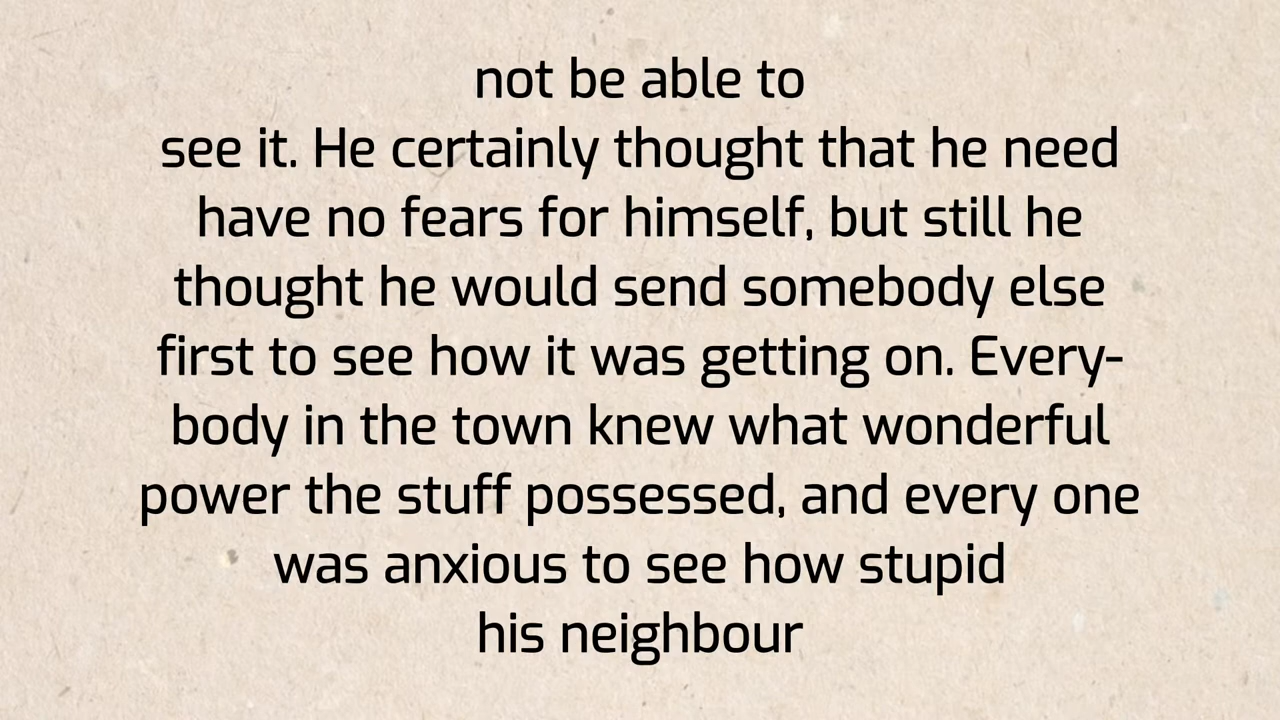 not be able to
see it. He certainly thought that he need
have no fears for himself, but still he
thought he would send somebody else
first to see how it was getting on. Every-
body in the town knew what wonderful
power the stuff possessed, and every one
was anxious to see how stupid
his neighbour